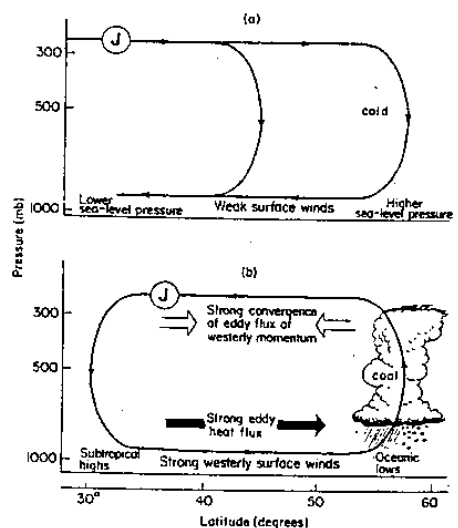 (a)
J
300
500
cold
Lower
sea-level pressure
Weak surface winds
Higher
sea-level pressure
1000
Pressure (mb)
(b)
J
300
Strong convergence
of eddy flux of
westerly momentum
500
cool
Strong eddy
heat flux
Subtropical
highs
Strong westerly surface winds
Oceanic
lows
1000
30°
40
50
60
Latitude (degrees)